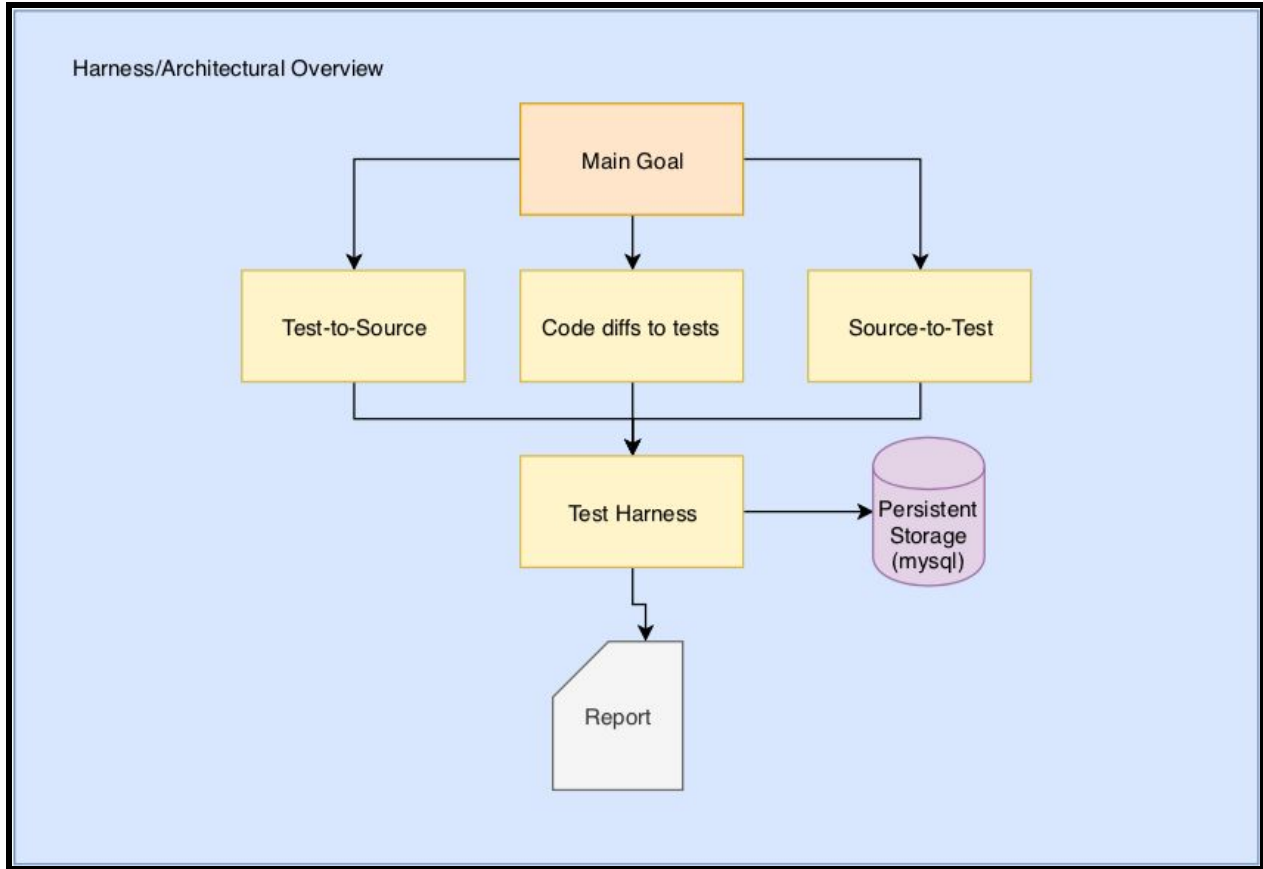 Harness/Architectural Overview
Main Goal
Test-to-Source
Code diffs to tests
Source-to-Test
Test Harness
Persistent
Storage
(mysql)
Report